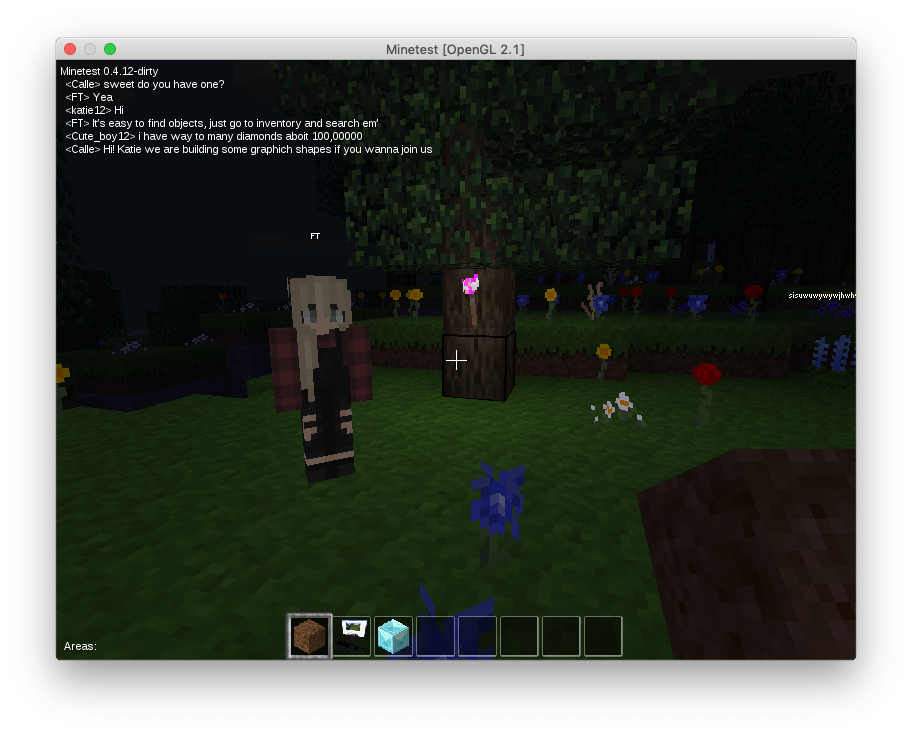 Minetest [OpenGL 2.1]
Minetest 0.4.12-dirty
<Calle> sweet do you have one?
<FT> Yea
<katie12> Hi
<FT> It's easy to find objects, just go to inventory and search em'
<Cute_boy12> i have way to many diamonds aboit 100,00000
<Calle> Hi! Katie we are building some graphich shapes if you wanna join us
FT
Areas: